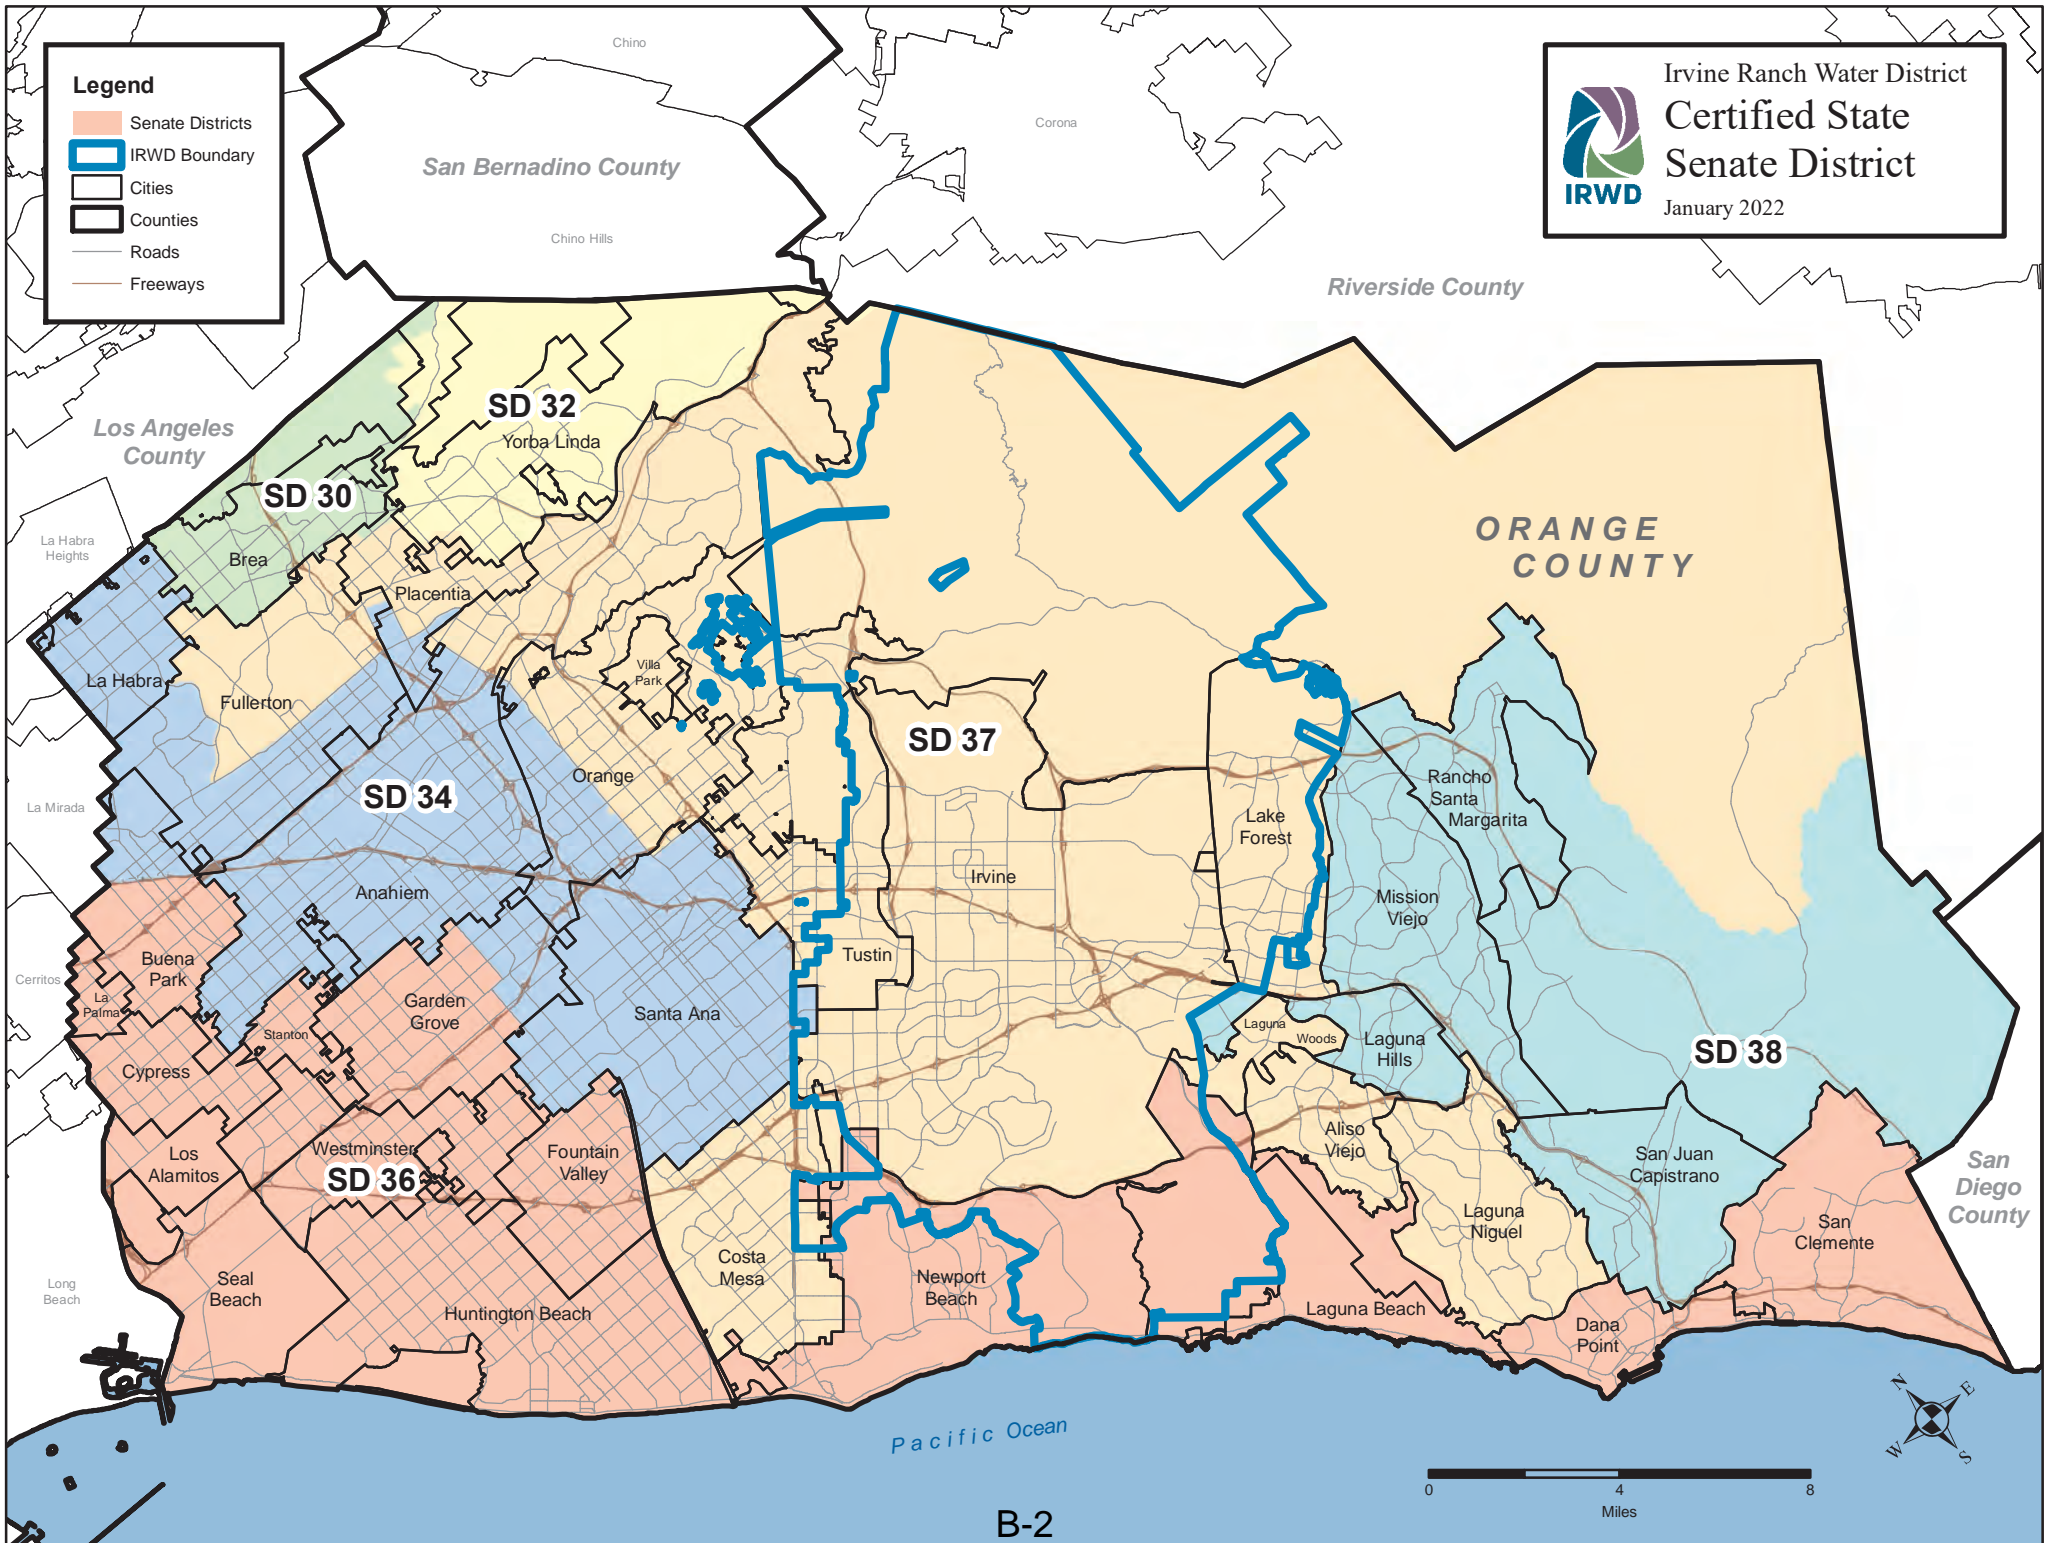 Legend
Senate Districts
IRWD Boundary
Cities
Counties
Roads
Freeways
Irvine Ranch Water District
Certified State
Senate District
January 2022
IRWD
Chino
Corona
San Bernadino County
Chino Hills
Riverside County
Los Angeles
County
SD 32
Yorba Linda
SD 30
La Habra
Heights
Brea
Placentia
ORANGE
COUNTY
La Habra
Fullerton
Villa
Park
SD 37
Orange
SD 34
La Mirada
Rancho
Santa
Margarita
Lake
Forest
Anahiem
Irvine
Mission
Viejo
Buena
Park
Tustin
Cerritos
La
Palma
Garden
Grove
Stanton
Santa Ana
Laguna
Woods
Laguna
Hills
SD 38
Cypress
Los
Alamitos
Westminster
SD 36
Fountain
Valley
Aliso
Viejo
San Juan
Capistrano
San
Diego
County
Laguna
Niguel
San
Clemente
Costa
Mesa
Newport
Beach
Long
Beach
Seal
Beach
Huntington Beach
Laguna Beach
Dana
Point
Pacific Ocean
N
E
W
S
0 4 8
Miles
B-2